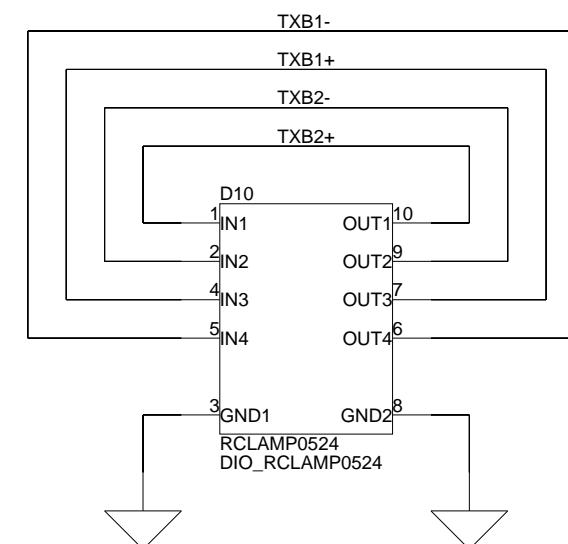 TXB1-
TXB1+
TXB2-
TXB2+
D10
1 IN1 OUT1 10
2 IN2 OUT2 9
4 IN3 OUT3 7
5 IN4 OUT4 6
3 GND1 GND2 8
RCLAMP0524
DIO_RCLAMP0524